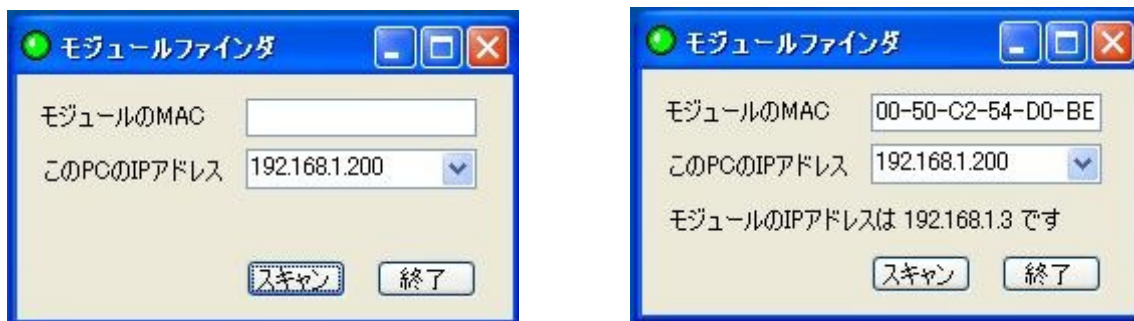 モジュールファインダ
モジュールのMAC
このPCのIPアドレス 192.168.1.200
スキャン 終了
モジュールファインダ
モジュールのMAC 00-50-C2-54-D0-BE
このPCのIPアドレス 192.168.1.200
モジュールのIPアドレスは 192.168.1.3 です
スキャン 終了